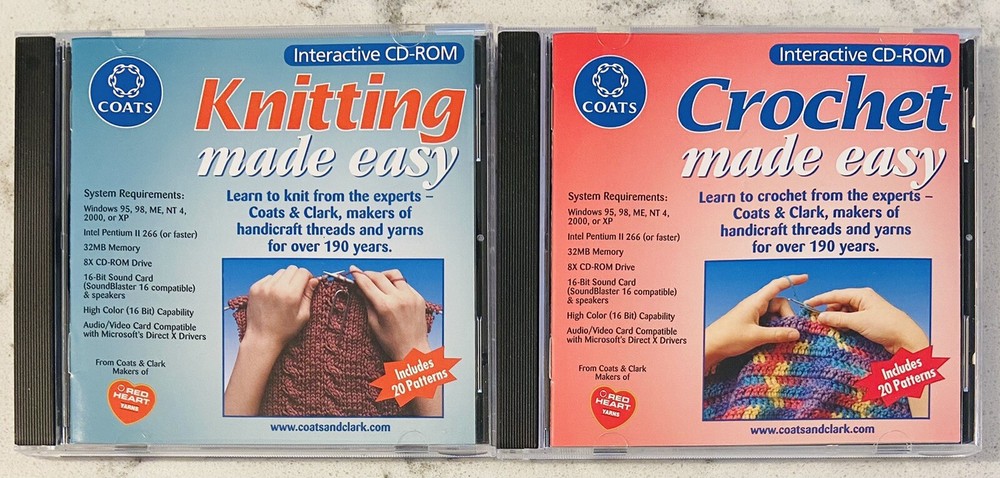 Interactive CD-ROM
COATS
Knitting
made easy
System Requirements:
Windows 95, 98, ME, NT 4,
2000, or XP
Intel Pentium II 266 (or faster)
32MB Memory
8X CD-ROM Drive
16-Bit Sound Card
(SoundBlaster 16 compatible)
& speakers
High Color (16 Bit) Capability
Audio/Video Card Compatible
with Microsoft's Direct X Drivers
From Coats & Clark
Makers of
RED
HEART
YARNS
Learn to knit from the experts –
Coats & Clark, makers of
handicraft threads and yarns
for over 190 years.
Includes
20 Patterns
www.coatsandclark.com
Interactive CD-ROM
COATS
Crochet
made easy
System Requirements:
Windows 95, 98, ME, NT 4,
2000, or XP
Intel Pentium II 266 (or faster)
32MB Memory
8X CD-ROM Drive
16-Bit Sound Card
(SoundBlaster 16 compatible)
& speakers
High Color (16 Bit) Capability
Audio/Video Card Compatible
with Microsoft's Direct X Drivers
From Coats & Clark
Makers of
RED
HEART
YARNS
Learn to crochet from the experts –
Coats & Clark, makers of
handicraft threads and yarns
for over 190 years.
Includes
20 Patterns
www.coatsandclark.com